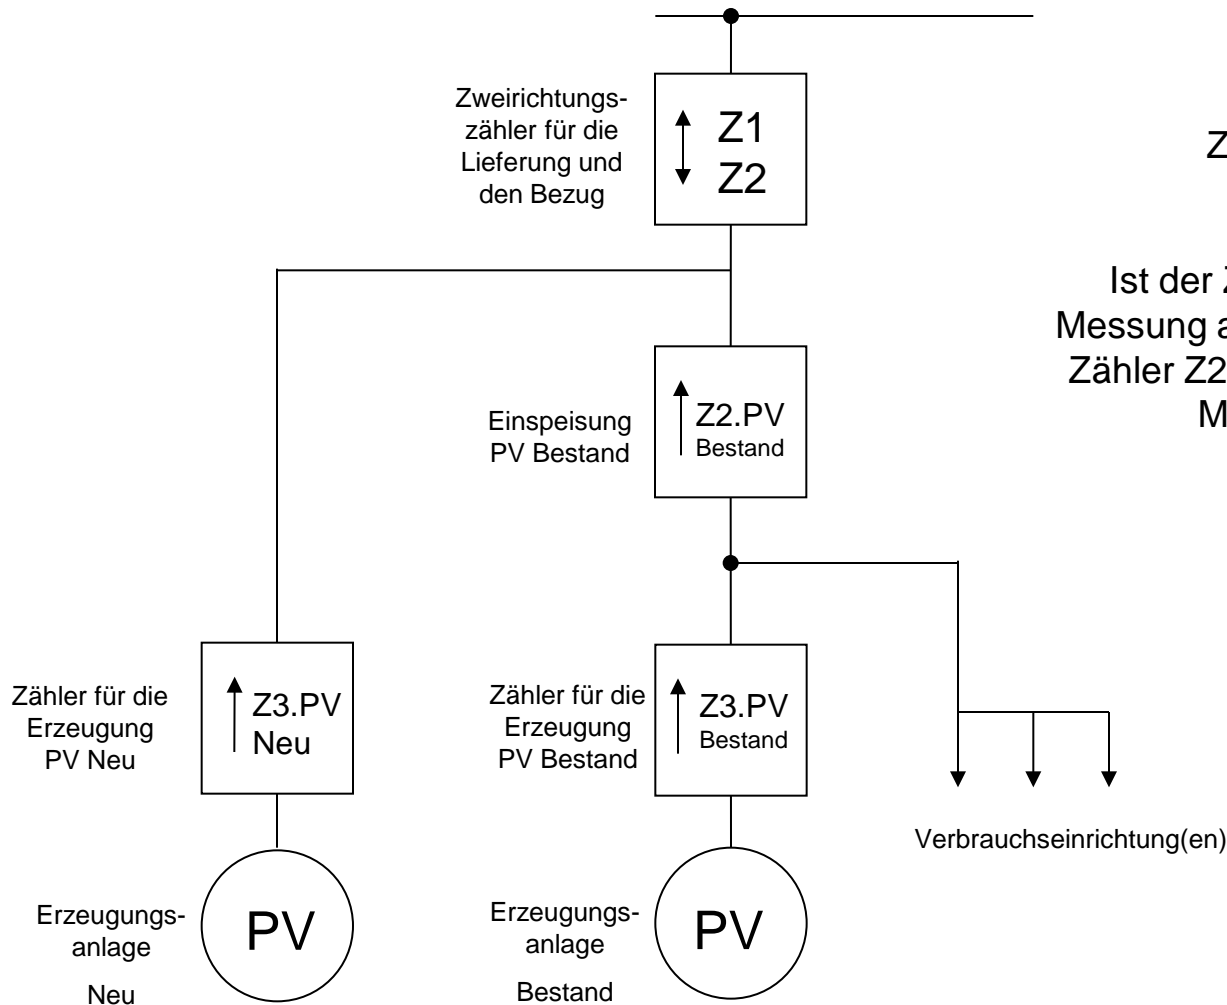 Zweirichtungs-
zähler für die
Lieferung und
den Bezug
Z1
Z2
Z
Ist der
Messung
Zähler Z2
M
Einspeisung
PV Bestand
Z2.PV
Bestand
Zähler für die
Erzeugung
PV Neu
Z3.PV
Neu
Zähler für die
Erzeugung
PV Bestand
Z3.PV
Bestand
Verbrauchseinrichtung(en)
Erzeugungs-
anlage
Neu
PV
Erzeugungs-
anlage
Bestand
PV